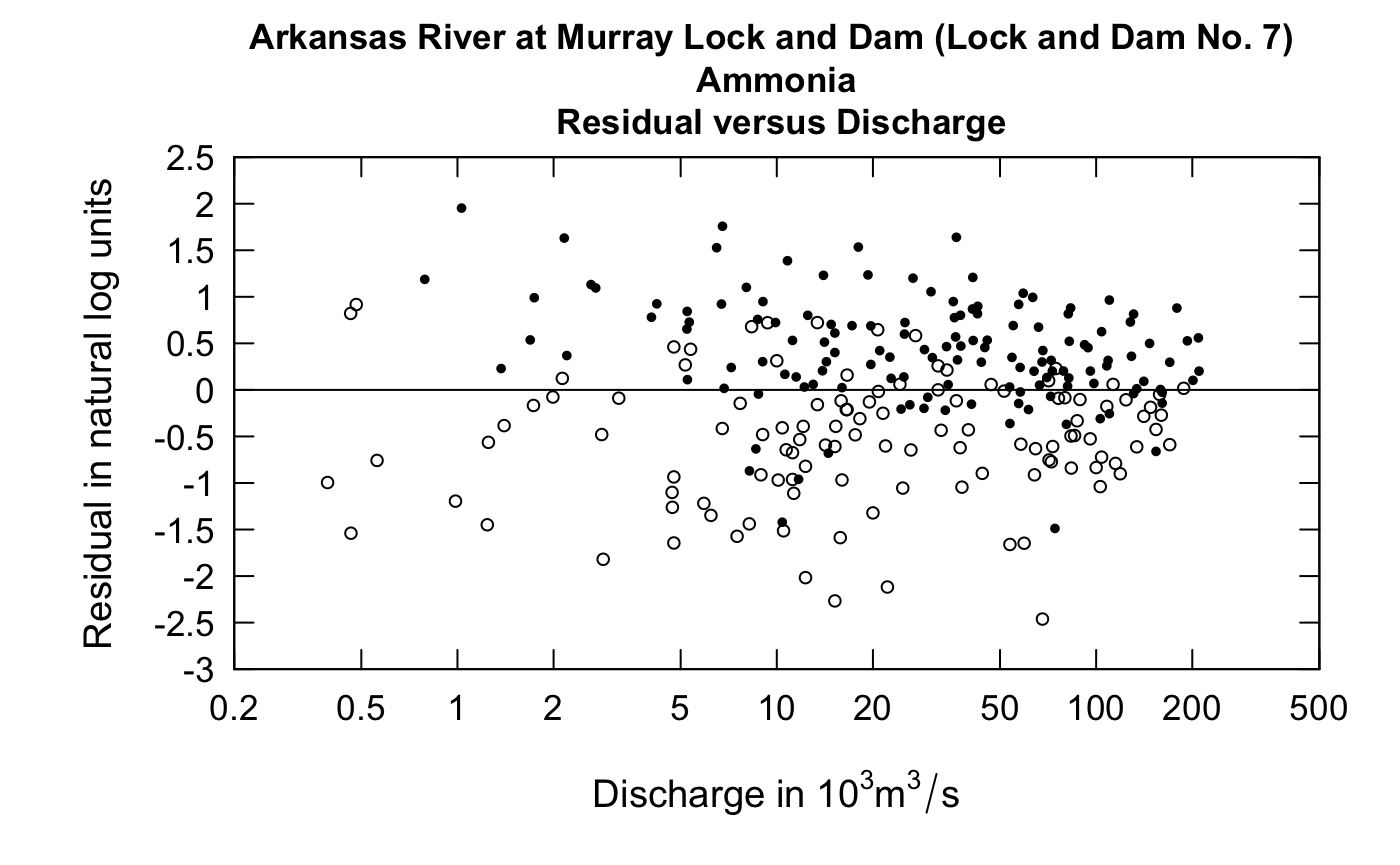 Arkansas River at Murray Lock and Dam (Lock and Dam No. 7)
Ammonia
Residual versus Discharge
Residual in natural log units
2.5
2
1.5
1
0.5
0
-0.5
-1
-1.5
-2
-2.5
-3
0.2 0.5 1 2 5 10 20 50 100 200 500
Discharge in 10³m³/s